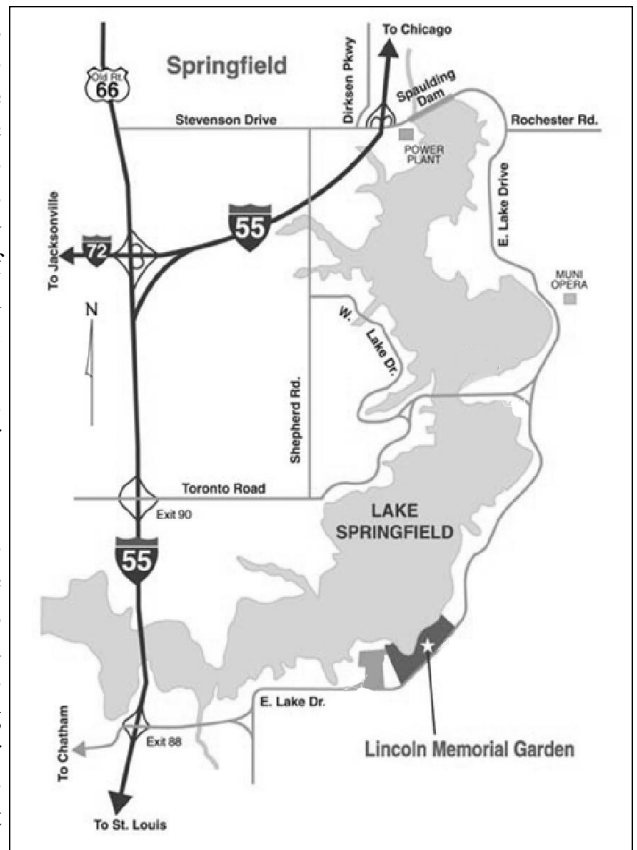 To Chicago
Old Rt.
66
Springfield
Dirksen Pkwy
Spaulding
Dam
Stevenson Drive
Rochester Rd.
POWER
PLANT
To Jacksonville
72
55
E. Lake Drive
MUNI
OPERA
N
W.
Lake Dr.
Shepherd Rd.
Toronto Road
Exit 90
LAKE
SPRINGFIELD
55
E. Lake Dr.
To Chatham
Exit 88
Lincoln Memorial Garden
To St. Louis